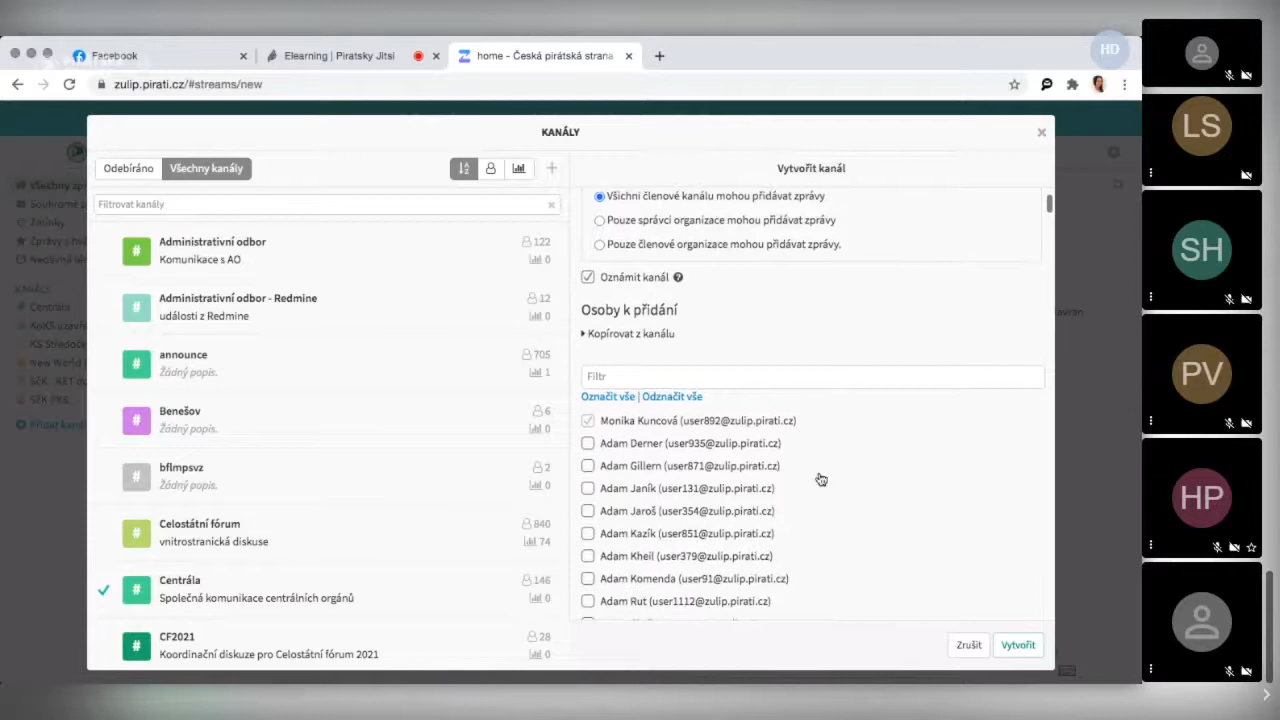 Facebook
Elearning | Piratsky Jitsi
home - Česká pirátská strana
HD
zulip.pirati.cz/#streams/new
KANÁLY
Odebíráno
Všechny kanály
Vytvořit kanál
Filtrovat kanály
Všichni členové kanálu mohou přidávat zprávy
Pouze správci organizace mohou přidávat zprávy
Pouze členové organizace mohou přidávat zprávy.
Oznámit kanál
Osoby k přidání
Kopírovat z kanálu
Filtr
Označit vše | Odznačit vše
Monika Kuncová (user892@zulip.pirati.cz)
Adam Derner (user935@zulip.pirati.cz)
Adam Gillern (user871@zulip.pirati.cz)
Adam Janík (user131@zulip.pirati.cz)
Adam Jaroš (user354@zulip.pirati.cz)
Adam Kazík (user851@zulip.pirati.cz)
Adam Kheil (user379@zulip.pirati.cz)
Adam Komenda (user91@zulip.pirati.cz)
Adam Rut (user1112@zulip.pirati.cz)
Zrušit
Vytvořit
# Administrativní odbor 122
Komunikace s AO 0
# Administrativní odbor - Redmine 12
události z Redmine 0
# announce 705
Žádný popis. 1
# Benešov 6
Žádný popis. 0
# bflmpsvz 2
Žádný popis. 0
# Celostátní fórum 840
vnitrostranická diskuse 74
# Centrála 146
Společná komunikace centrálních orgánů 0
# CF2021 28
Koordinační diskuze pro Celostátní fórum 2021 0
Zmínky
KANÁLY
Centrála
KS Středoče
LS
SH
PV
HP